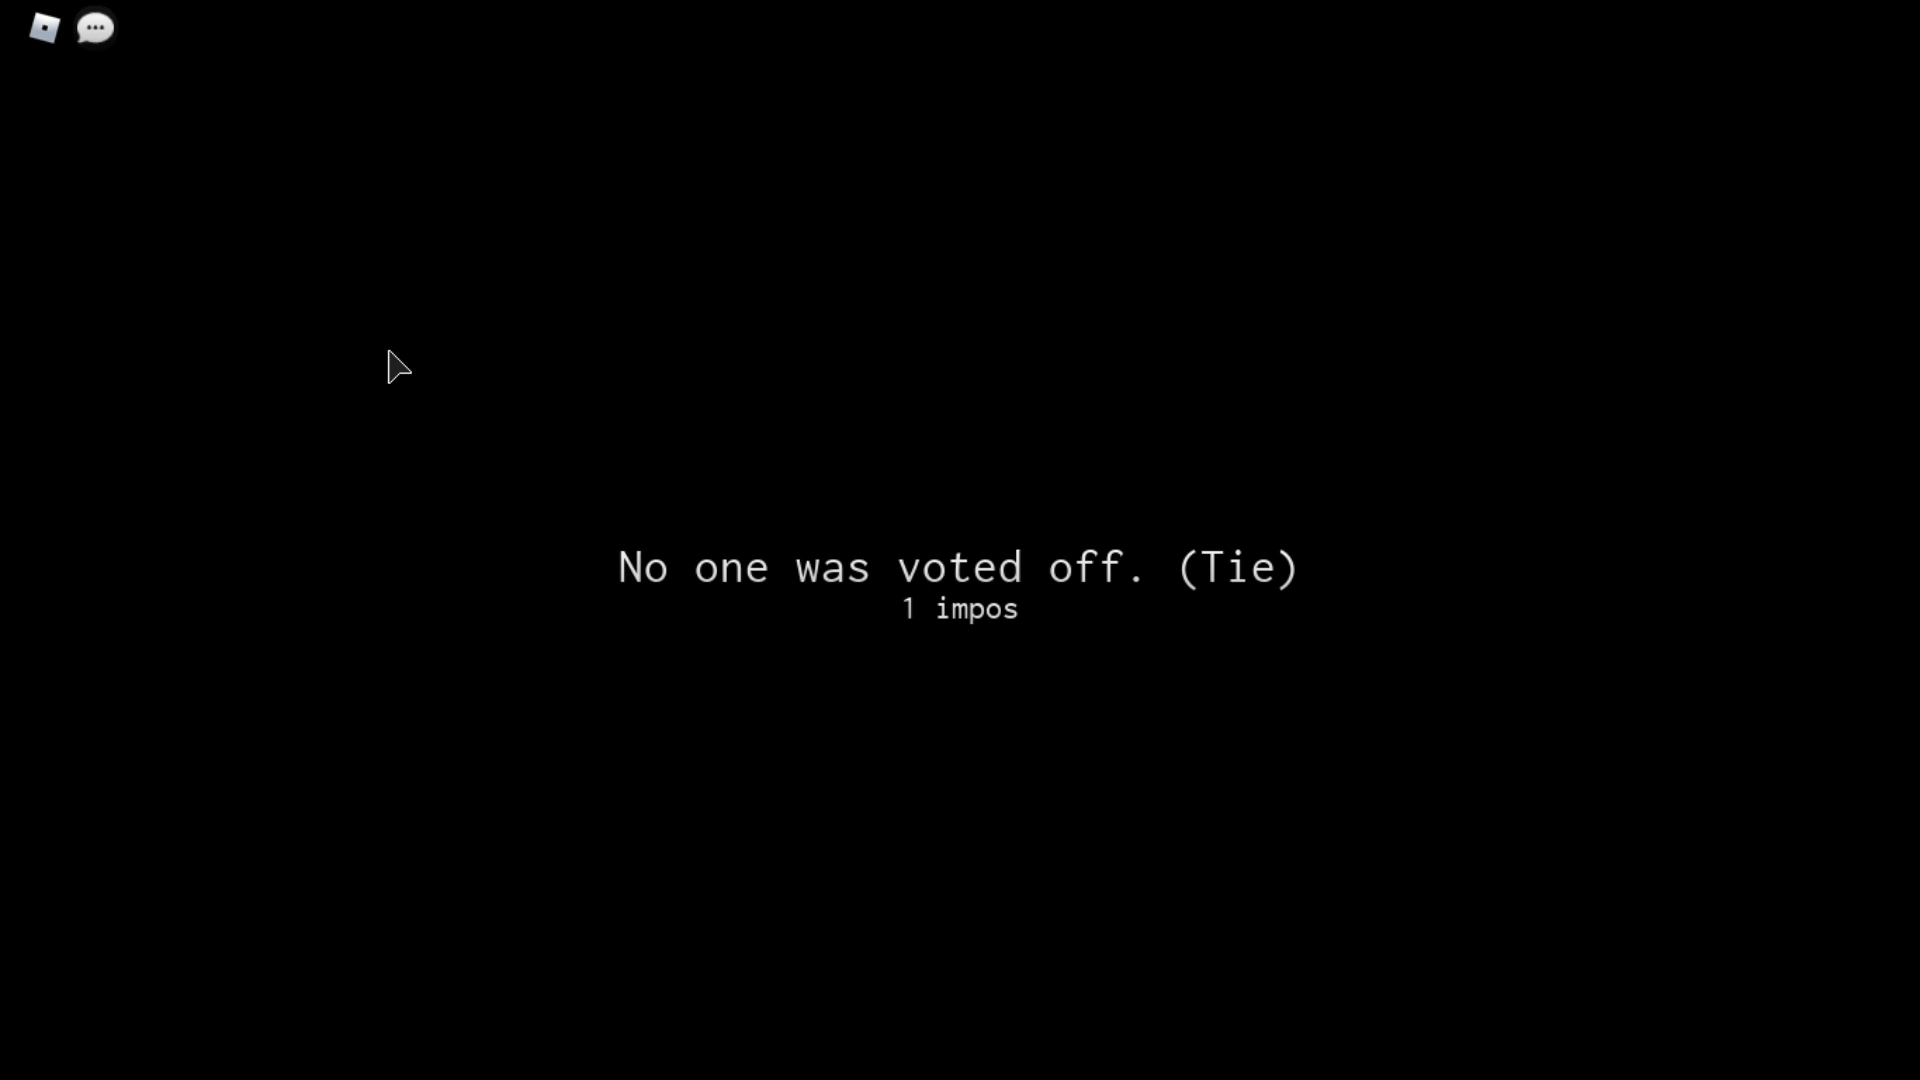 No one was voted off. (Tie)
1 impos